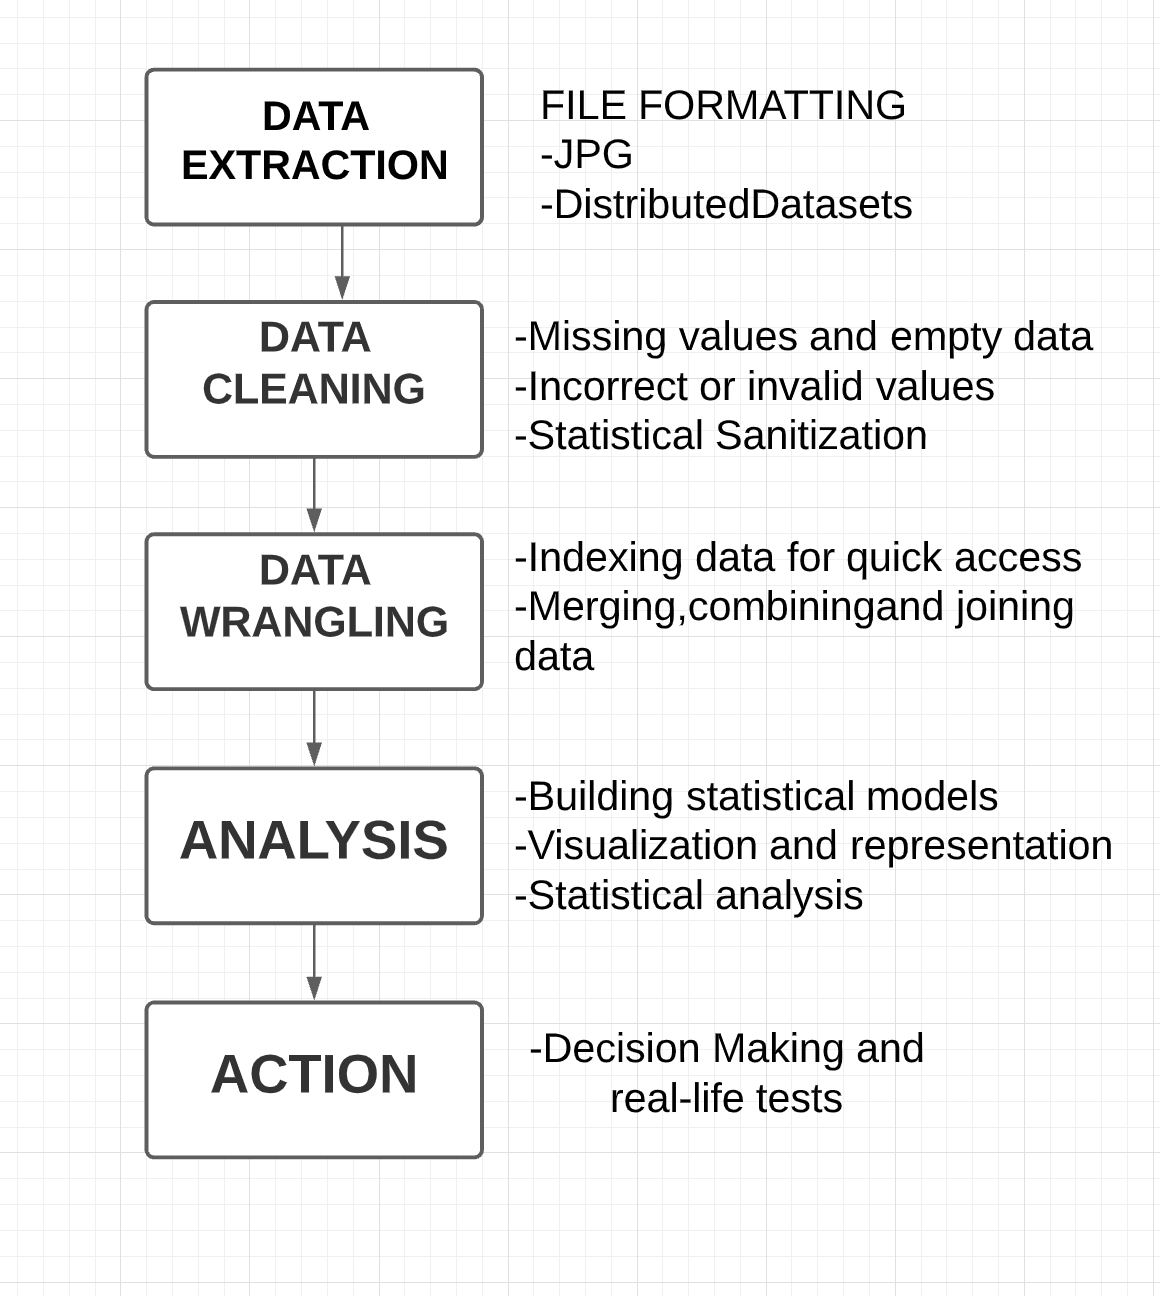 DATA
EXTRACTION
FILE FORMATTING
-JPG
-DistributedDatasets
DATA
CLEANING
-Missing values and empty data
-Incorrect or invalid values
-Statistical Sanitization
DATA
WRANGLING
-Indexing data for quick access
-Merging,combiningand joining
data
ANALYSIS
-Building statistical models
-Visualization and representation
-Statistical analysis
ACTION
-Decision Making and
real-life tests